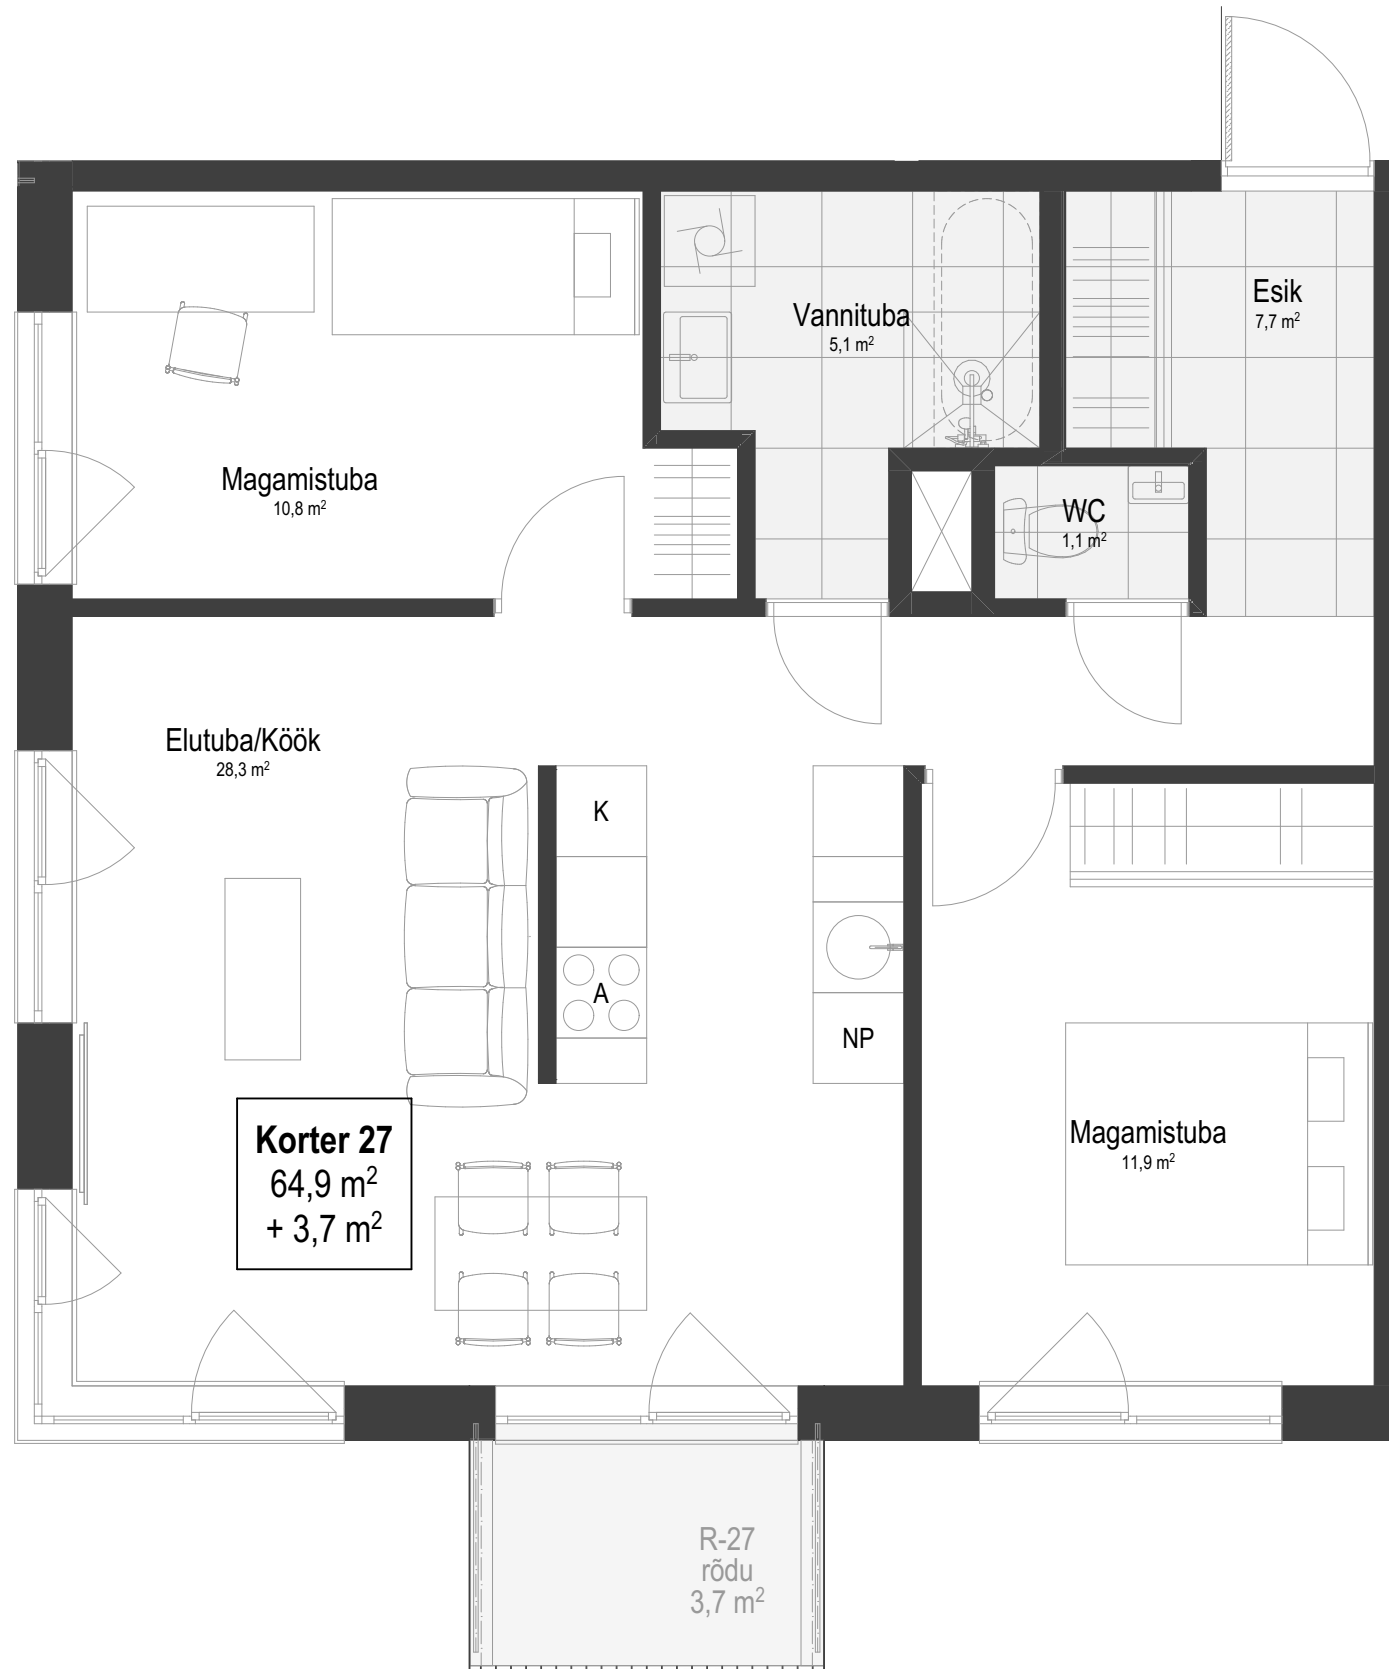 Esik
7,7 m²
Vannituba
5,1 m²
Magamistuba
10,8 m²
WC
1,1 m²
Elutuba/Köök
28,3 m²
K
A
NP
Korter 27
64,9 m²
+ 3,7 m²
Magamistuba
11,9 m²
R-27
rõdu
3,7 m²